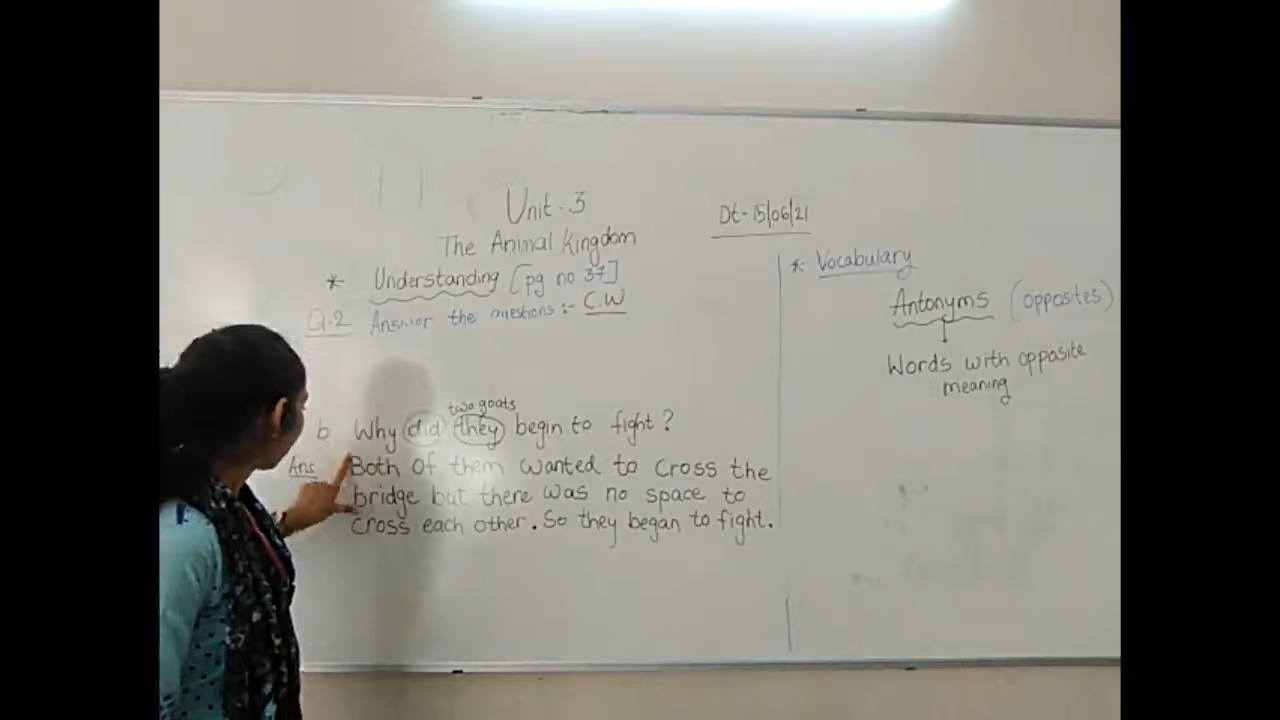 Unit - 3
Dt - 15/06/21
The Animal Kingdom
* Understanding [pg no 37]
Q.2 Answer the questions :- C.W
two goats
b Why did they begin to fight?
Ans Both of them wanted to cross the
bridge but there was no space to
cross each other. So they began to fight.
* Vocabulary
Antonyms (opposites)
Words with opposite
meaning